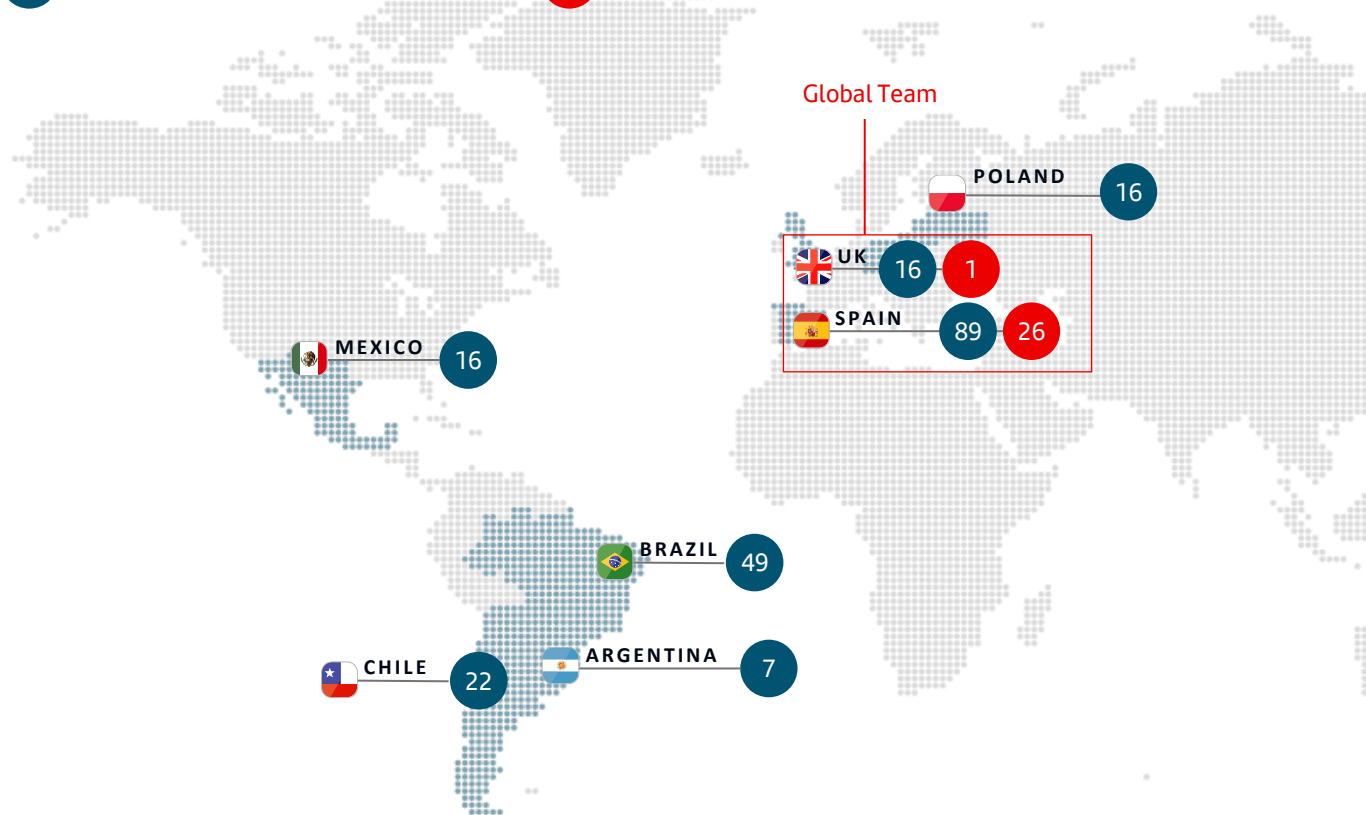 Global Team
POLAND 16
UK 16 1
SPAIN 89 26
MEXICO 16
BRAZIL 49
ARGENTINA 7
CHILE 22